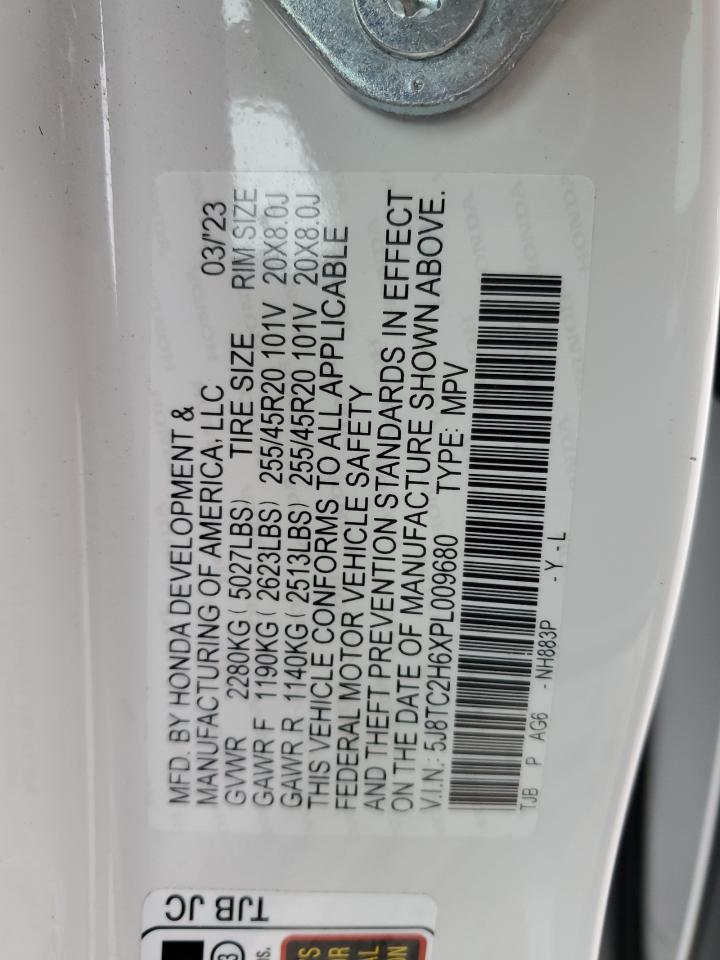 MFD. BY HONDA DEVELOPMENT &
MANUFACTURING OF AMERICA, LLC 03/'23
GVWR 2280KG ( 5027LBS) TIRE SIZE RIM SIZE
GAWR F 1190KG ( 2623LBS) 255/45R20 101V 20X8.0J
GAWR R 1140KG ( 2513LBS) 255/45R20 101V 20X8.0J
THIS VEHICLE CONFORMS TO ALL APPLICABLE
FEDERAL MOTOR VEHICLE SAFETY
AND THEFT PREVENTION STANDARDS IN EFFECT
ON THE DATE OF MANUFACTURE SHOWN ABOVE.
V.I.N.: 5J8TC2H6XPL009680 TYPE: MPV
TJB P AG6 -NH883P -Y-L
TJB JC